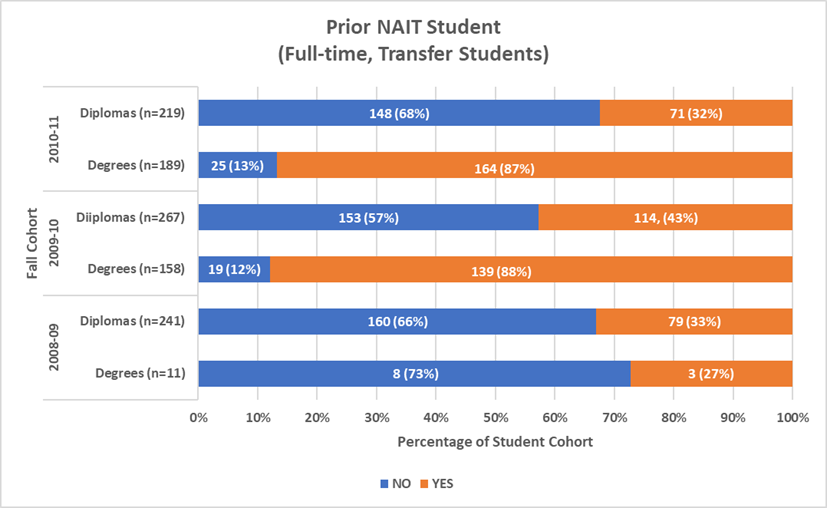 Prior NAIT Student
(Full-time, Transfer Students)
Fall Cohort
2010-11
Diplomas (n=219)
148 (68%)
71 (32%)
Degrees (n=189)
25 (13%)
164 (87%)
2009-10
Diiplomas (n=267)
153 (57%)
114, (43%)
Degrees (n=158)
19 (12%)
139 (88%)
2008-09
Diplomas (n=241)
160 (66%)
79 (33%)
Degrees (n=11)
8 (73%)
3 (27%)
0% 10% 20% 30% 40% 50% 60% 70% 80% 90% 100%
Percentage of Student Cohort
NO YES